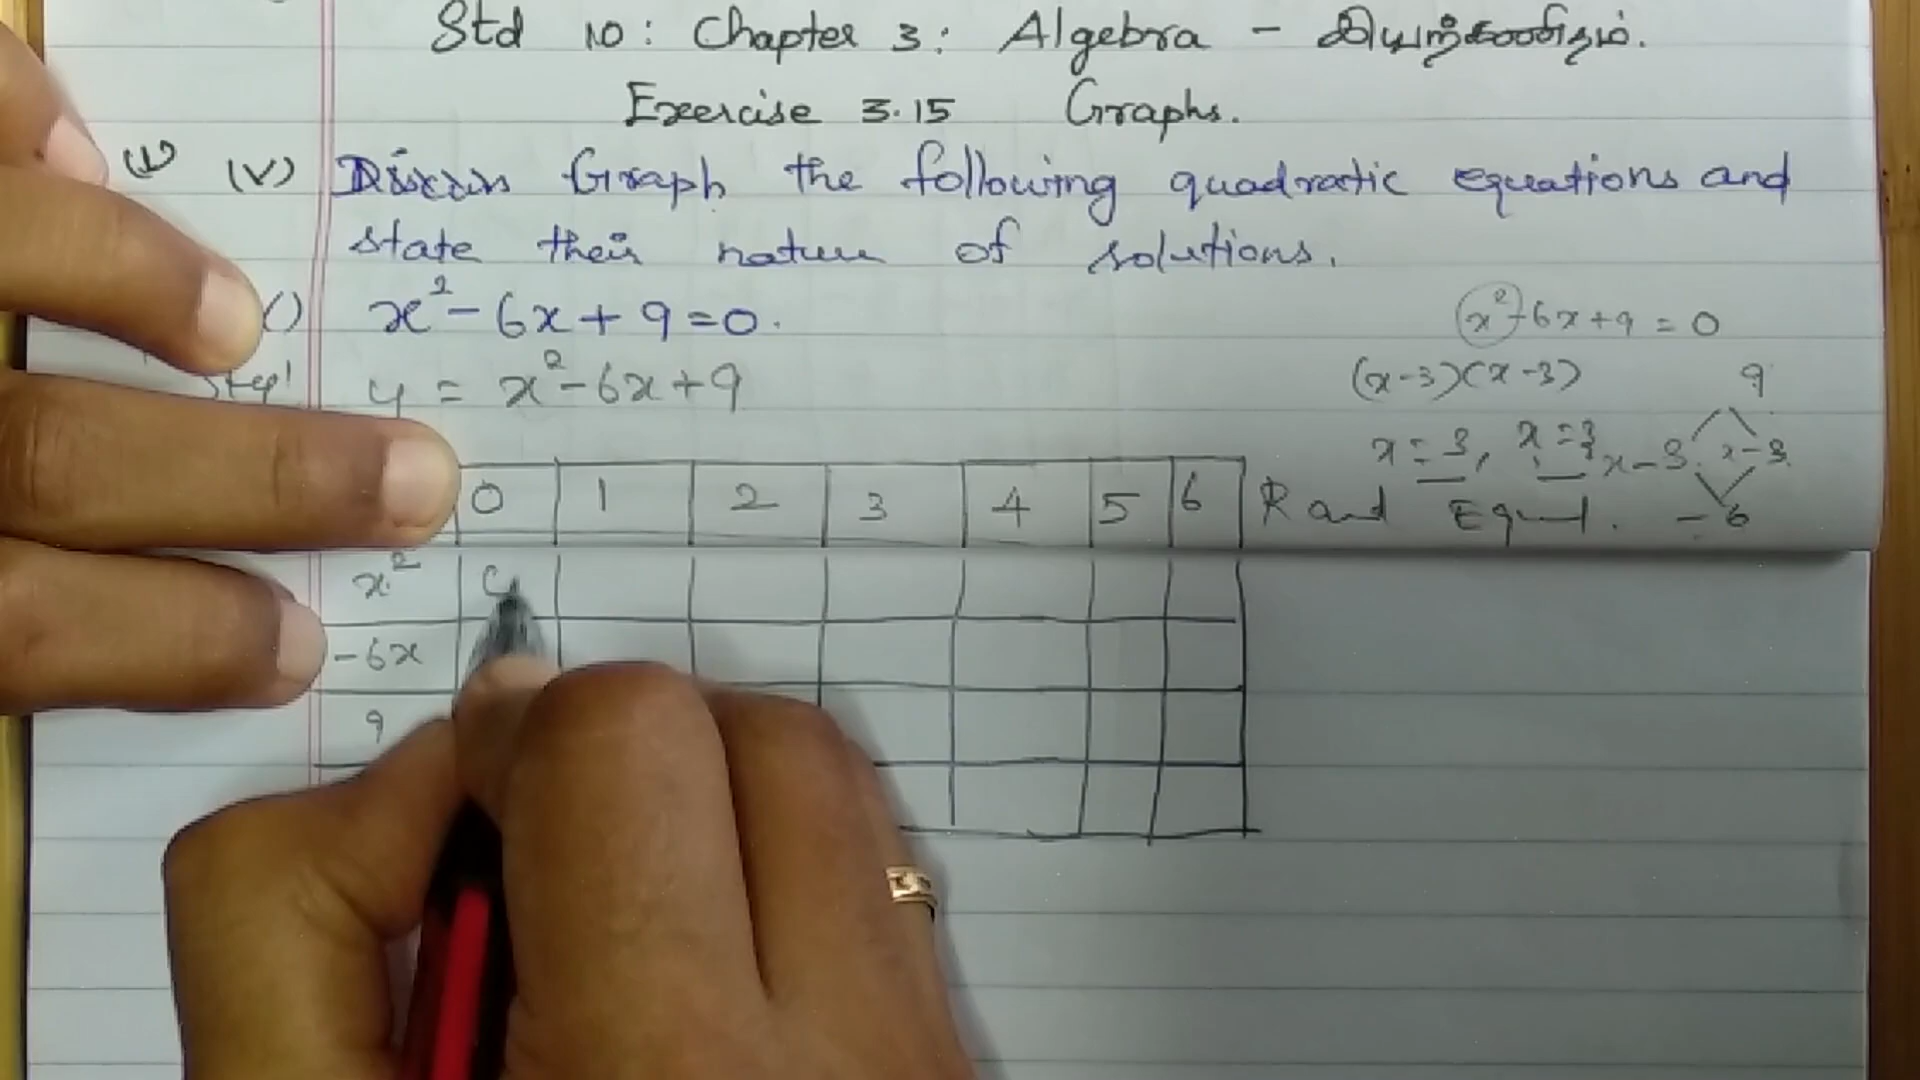 Std 10 : Chapter 3 : Algebra - இயற்கணிதம்.
Exercise 3.15 Graphs.
(1) (V) Graph the following quadratic equations and
state their nature of solutions.
x² - 6x + 9 = 0.
x² - 6x + 9 = 0
Step1 y = x² - 6x + 9
(x-3)(x-3) 9
x = 3, x = 3 x-3 x-3
0 1 2 3 4 5 6 R and Equal. -6
x²
-6x
9